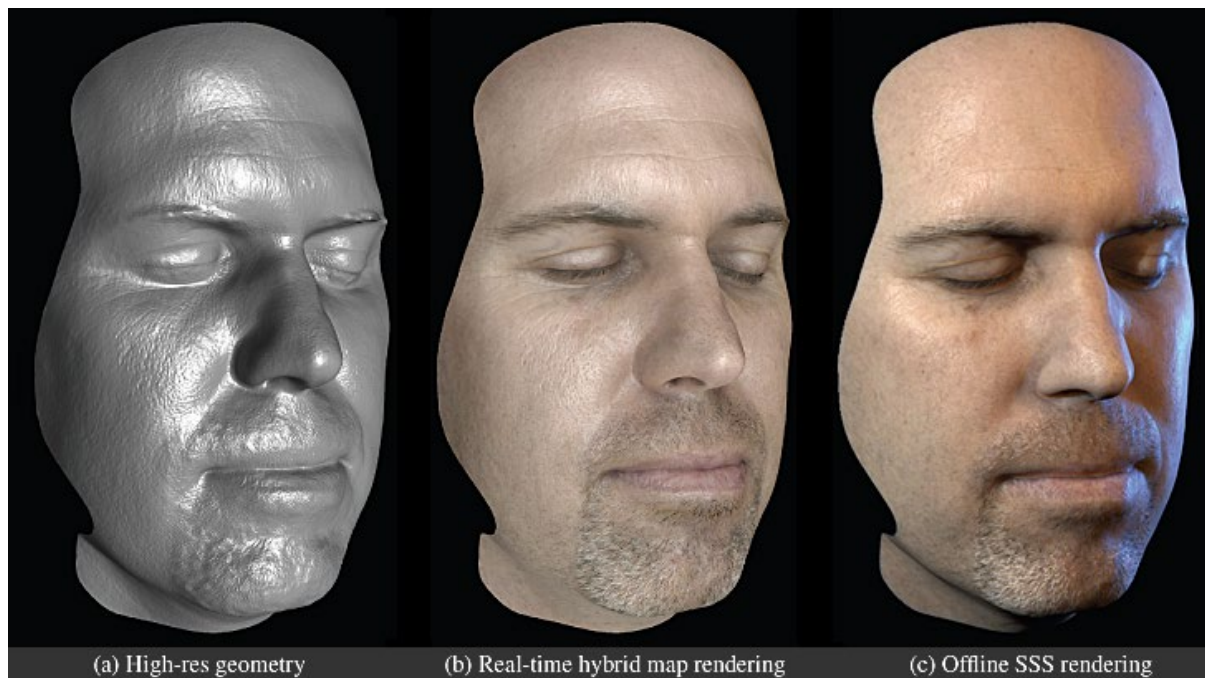 (a) High-res geometry
(b) Real-time hybrid map rendering
(c) Offline SSS rendering